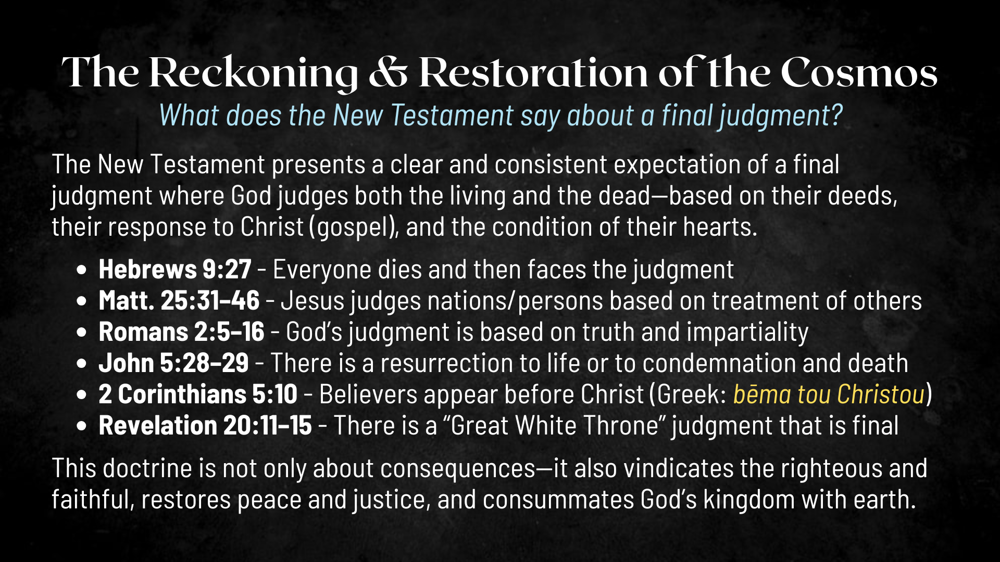 The Reckoning & Restoration of the Cosmos
What does the New Testament say about a final judgment?
The New Testament presents a clear and consistent expectation of a final
judgment where God judges both the living and the dead—based on their deeds,
their response to Christ (gospel), and the condition of their hearts.
• Hebrews 9:27 - Everyone dies and then faces the judgment
• Matt. 25:31–46 - Jesus judges nations/persons based on treatment of others
• Romans 2:5–16 - God’s judgment is based on truth and impartiality
• John 5:28–29 - There is a resurrection to life or to condemnation and death
• 2 Corinthians 5:10 - Believers appear before Christ (Greek: bēma tou Christou)
• Revelation 20:11–15 - There is a “Great White Throne” judgment that is final
This doctrine is not only about consequences—it also vindicates the righteous and
faithful, restores peace and justice, and consummates God’s kingdom with earth.